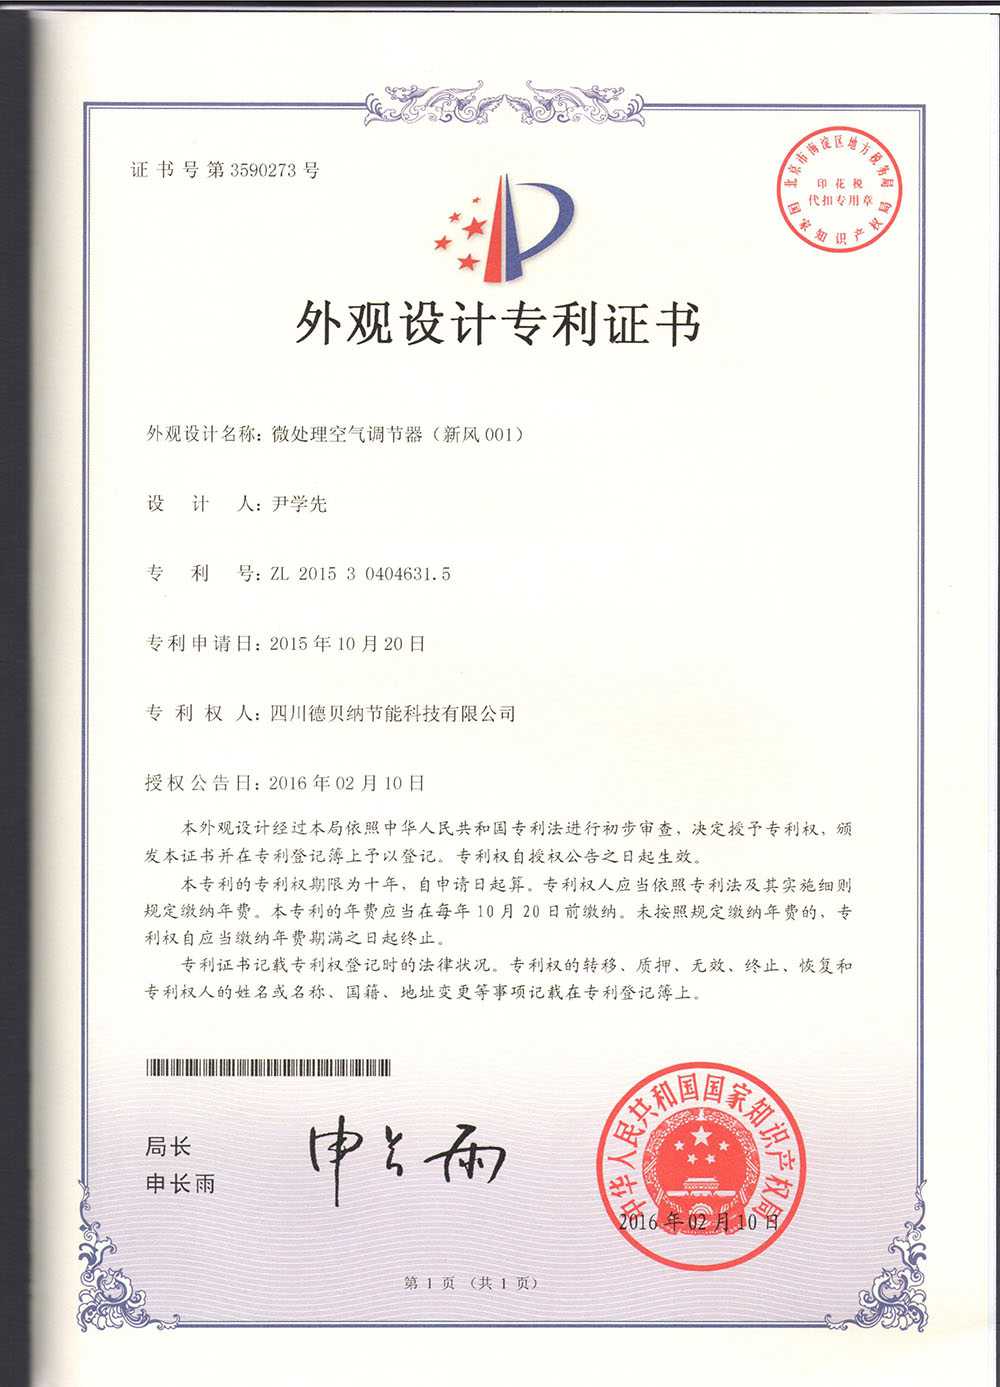 证书号第3590273号
北京市海淀区地方税务局
印花税
代扣专用章
国家知识产权局
外观设计专利证书
外观设计名称：微处理空气调节器（新风001）
设计人：尹学先
专利号：ZL 2015 3 0404631.5
专利申请日：2015年10月20日
专利权人：四川德贝纳节能科技有限公司
授权公告日：2016年02月10日
本外观设计经过本局依照中华人民共和国专利法进行初步审查，决定授予专利权，颁
发本证书并在专利登记簿上予以登记。专利权自授权公告之日起生效。
本专利的专利权期限为十年，自申请日起算。专利权人应当依照专利法及其实施细则
规定缴纳年费。本专利的年费应当在每年10月20日前缴纳。未按照规定缴纳年费的，专
利权自应当缴纳年费期满之日起终止。
专利证书记载专利权登记时的法律状况。专利权的转移、质押、无效、终止、恢复和
专利权人的姓名或名称、国籍、地址变更等事项记载在专利登记簿上。
局长
申长雨
申长雨
中华人民共和国国家知识产权局
2016年02月10日
第1页（共1页）